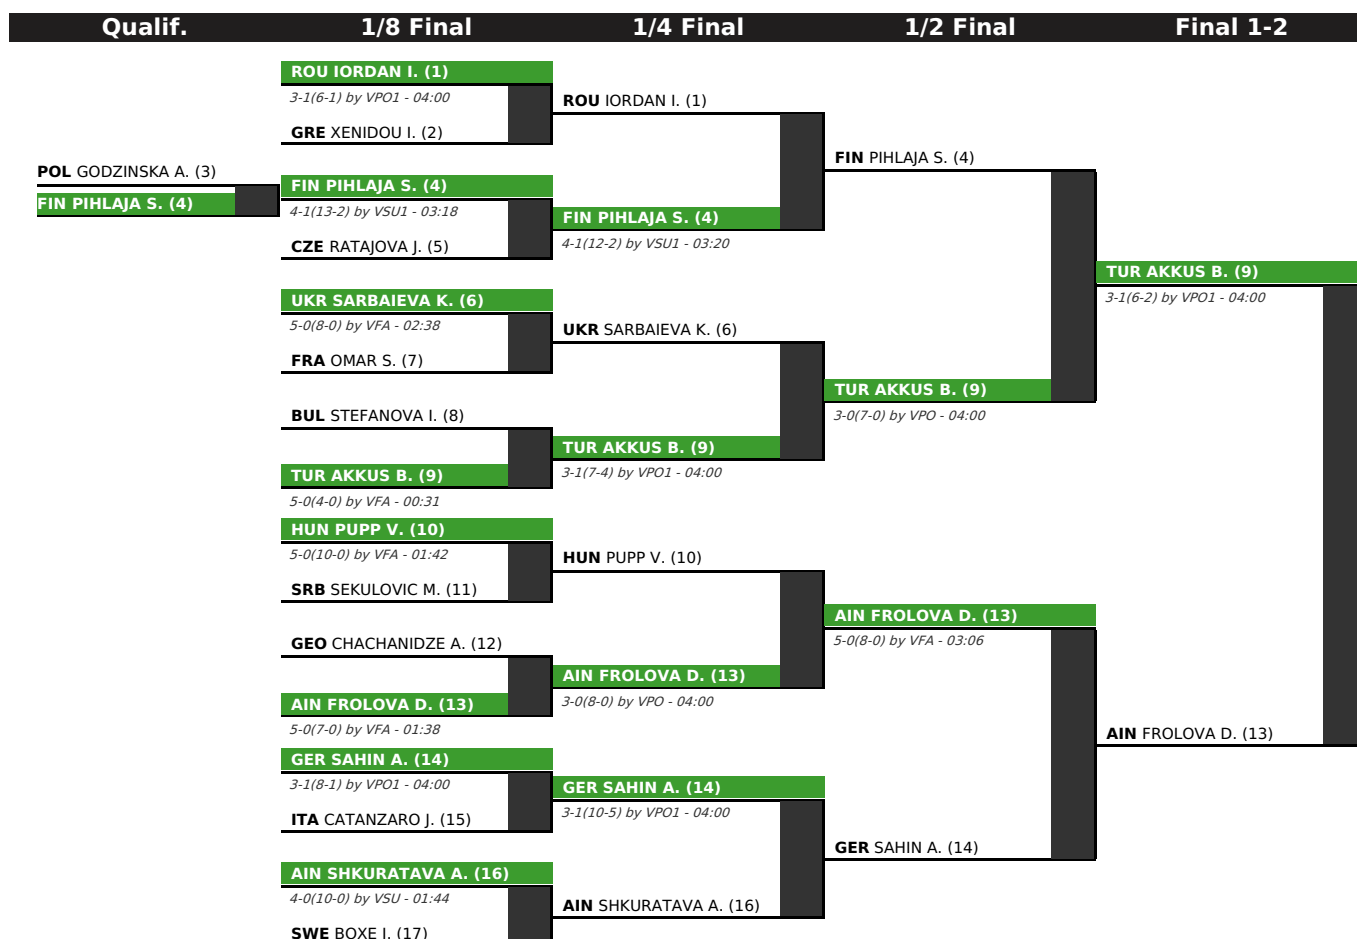 Qualif.
1/8 Final
1/4 Final
1/2 Final
Final 1-2
POL GODZINSKA A. (3)
FIN PIHLAJA S. (4)
ROU IORDAN I. (1)
3-1(6-1) by VPO1 - 04:00
GRE XENIDOU I. (2)
FIN PIHLAJA S. (4)
4-1(13-2) by VSU1 - 03:18
CZE RATAJOVA J. (5)
UKR SARBAIEVA K. (6)
5-0(8-0) by VFA - 02:38
FRA OMAR S. (7)
BUL STEFANOVA I. (8)
TUR AKKUS B. (9)
5-0(4-0) by VFA - 00:31
HUN PUPP V. (10)
5-0(10-0) by VFA - 01:42
SRB SEKULOVIC M. (11)
GEO CHACHANIDZE A. (12)
AIN FROLOVA D. (13)
5-0(7-0) by VFA - 01:38
GER SAHIN A. (14)
3-1(8-1) by VPO1 - 04:00
ITA CATANZARO J. (15)
AIN SHKURATAVA A. (16)
4-0(10-0) by VSU - 01:44
SWE BOXE I. (17)
ROU IORDAN I. (1)
FIN PIHLAJA S. (4)
4-1(12-2) by VSU1 - 03:20
UKR SARBAIEVA K. (6)
TUR AKKUS B. (9)
3-1(7-4) by VPO1 - 04:00
HUN PUPP V. (10)
AIN FROLOVA D. (13)
3-0(8-0) by VPO - 04:00
GER SAHIN A. (14)
3-1(10-5) by VPO1 - 04:00
AIN SHKURATAVA A. (16)
FIN PIHLAJA S. (4)
TUR AKKUS B. (9)
3-0(7-0) by VPO - 04:00
AIN FROLOVA D. (13)
5-0(8-0) by VFA - 03:06
GER SAHIN A. (14)
TUR AKKUS B. (9)
3-1(6-2) by VPO1 - 04:00
AIN FROLOVA D. (13)